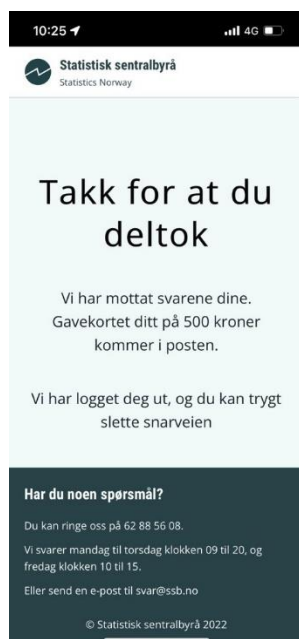 10:25
4G
Statistisk sentralbyrå
Statistics Norway
Takk for at du
deltok
Vi har mottat svarene dine.
Gavekortet ditt på 500 kroner
kommer i posten.
Vi har logget deg ut, og du kan trygt
slette snarveien
Har du noen spørsmål?
Du kan ringe oss på 62 88 56 08.
Vi svarer mandag til torsdag klokken 09 til 20, og
fredag klokken 10 til 15.
Eller send en e-post til svar@ssb.no
© Statistisk sentralbyrå 2022